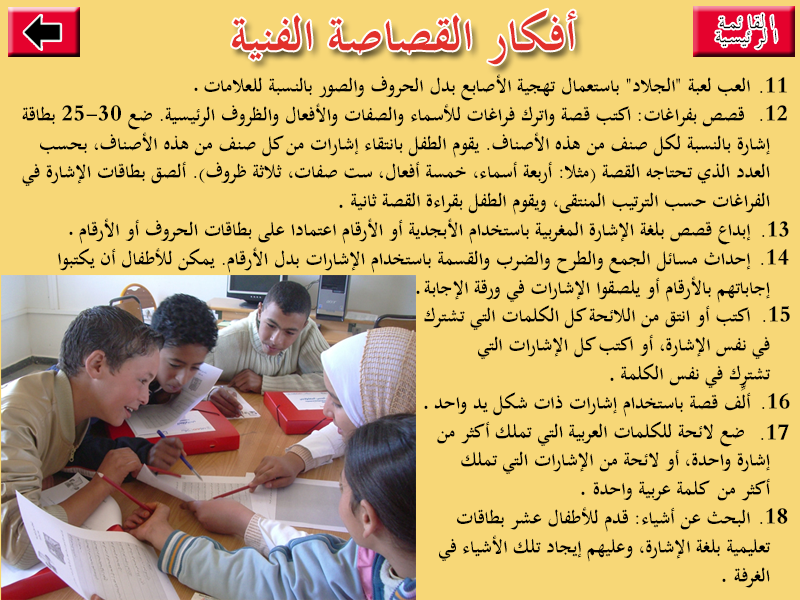 القائمة
الرئيسية
أفكار القصاصة الفنية
11. العب لعبة "الجلاد" باستعمال تهجية الأصابع بدل الحروف والصور بالنسبة للعلامات .
12. قصص بفراغات: اكتب قصة واترك فراغات للأسماء والصفات والأفعال والظروف الرئيسية. ضع 30-25 بطاقة
إشارة بالنسبة لكل صنف من هذه الأصناف. يقوم الطفل بانتقاء إشارات من كل صنف من هذه الأصناف، بحسب
العدد الذي تحتاجه القصة (مثلا: أربعة أسماء، خمسة أفعال، ست صفات، ثلاثة ظروف). ألصق بطاقات الإشارة في
الفراغات حسب الترتيب المنتقى، ويقوم الطفل بقراءة القصة ثانية .
13. إبداع قصص بلغة الإشارة المغربية باستخدام الأبجدية أو الأرقام اعتمادا على بطاقات الحروف أو الأرقام .
14. إحداث مسائل الجمع والطرح والضرب والقسمة باستخدام الإشارات بدل الأرقام. يمكن للأطفال أن يكتبوا
إجاباتهم بالأرقام أو يلصقوا الإشارات في ورقة الإجابة .
15. اكتب أو انتق من اللائحة كل الكلمات التي تشترك
في نفس الإشارة، أو اكتب كل الإشارات التي
تشترك في نفس الكلمة .
16. ألّف قصة باستخدام إشارات ذات شكل يد واحد .
17. ضع لائحة للكلمات العربية التي تملك أكثر من
إشارة واحدة، أو لائحة من الإشارات التي تملك
أكثر من كلمة عربية واحدة .
18. البحث عن أشياء: قدم للأطفال عشر بطاقات
تعليمية بلغة الإشارة، وعليهم إيجاد تلك الأشياء في
الغرفة .